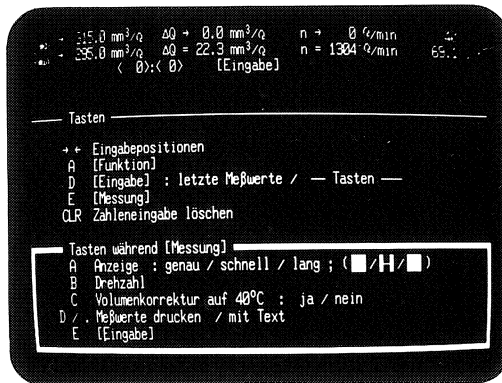 → 315.0 mm³/ ΔQ → 0.0 mm³/ n → 0 /min
295.0 mm³/ ΔQ = 22.3 mm³/ n = 1304 /min
⟨ 0⟩:⟨ 0⟩ [Eingabe]
Tasten
→ ← Eingabepositionen
A [Funktion]
D [Eingabe] : letzte Meßwerte / — Tasten —
E [Messung]
CLR Zahleneingabe löschen
Tasten während [Messung]
A Anzeige : genau / schnell / lang ; ( / / )
B Drehzahl
C Volumenkorrektur auf 40°C : ja / nein
D / . Meßwerte drucken / mit Text
E [Eingabe]